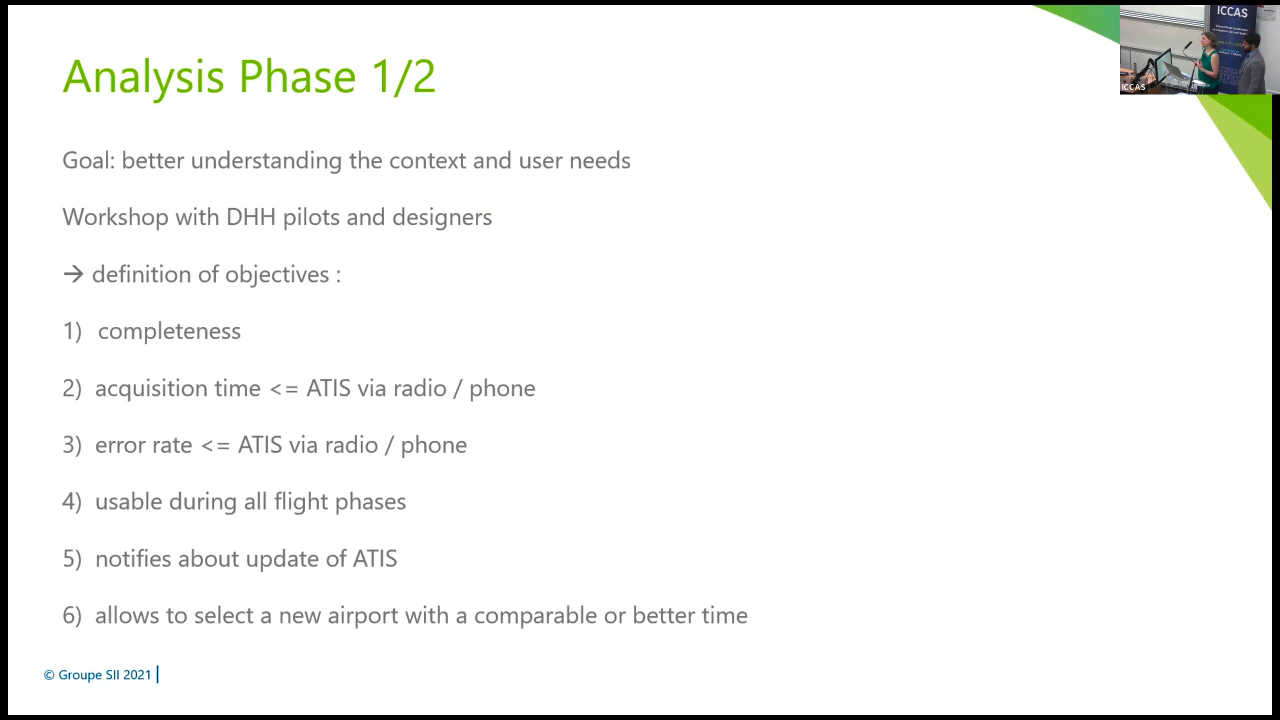 ICCAS
Analysis Phase 1/2
ICCAS
Goal: better understanding the context and user needs
Workshop with DHH pilots and designers
→ definition of objectives :
1) completeness
2) acquisition time <= ATIS via radio / phone
3) error rate <= ATIS via radio / phone
4) usable during all flight phases
5) notifies about update of ATIS
6) allows to select a new airport with a comparable or better time
© Groupe SII 2021